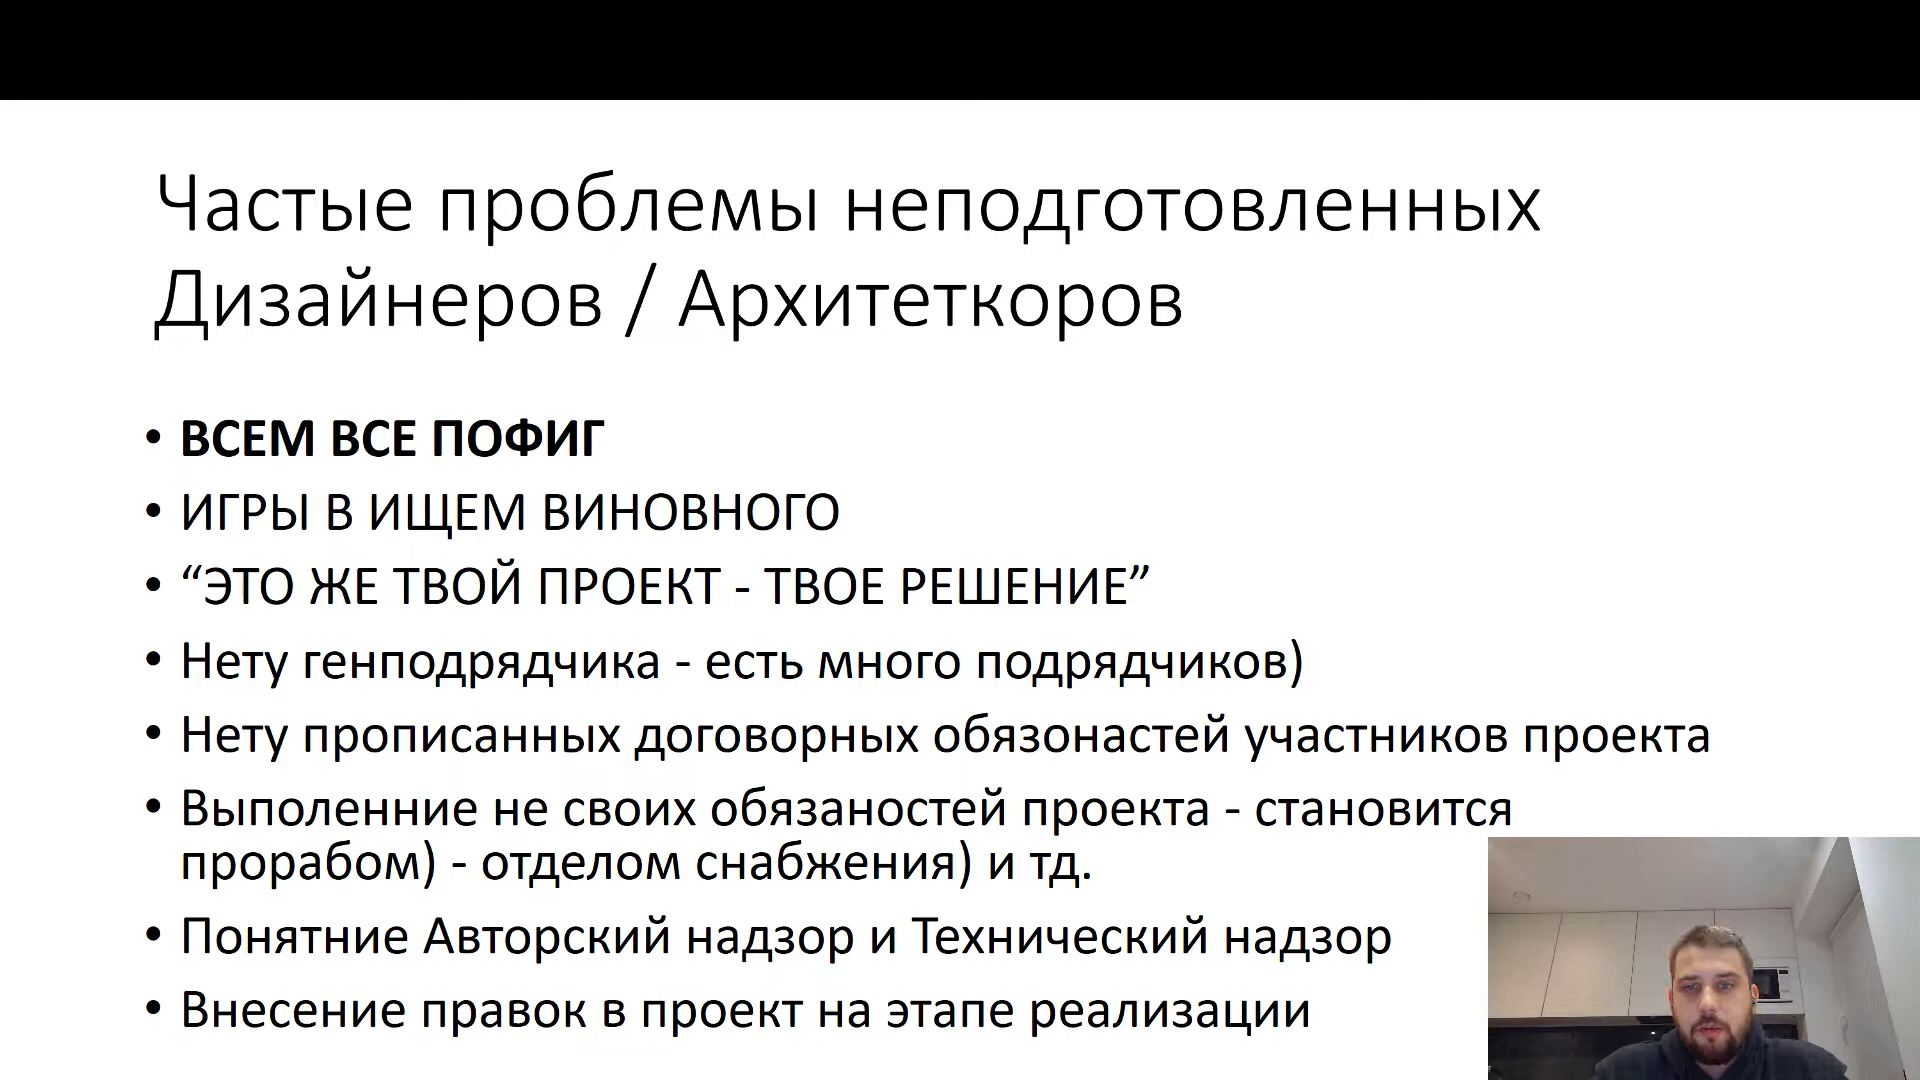 Частые проблемы неподготовленных
Дизайнеров / Архитеткоров
• ВСЕМ ВСЕ ПОФИГ
• ИГРЫ В ИЩЕМ ВИНОВНОГО
• “ЭТО ЖЕ ТВОЙ ПРОЕКТ - ТВОЕ РЕШЕНИЕ”
• Нету генподрядчика - есть много подрядчиков)
• Нету прописанных договорных обязонастей участников проекта
• Выполенние не своих обязаностей проекта - становится
прорабом) - отделом снабжения) и тд.
• Понятние Авторский надзор и Технический надзор
• Внесение правок в проект на этапе реализации